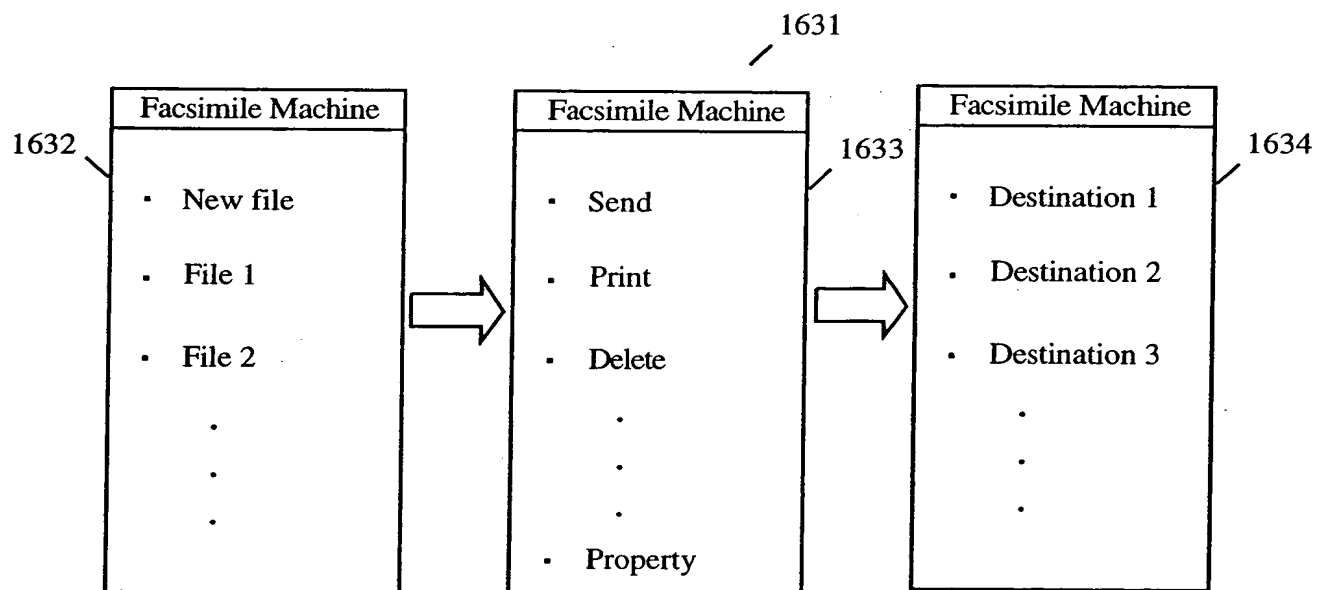 1631
Facsimile Machine
1632
· New file
· File 1
· File 2
.
.
.
Facsimile Machine
1633
· Send
· Print
· Delete
.
.
.
· Property
Facsimile Machine
1634
· Destination 1
· Destination 2
· Destination 3
.
.
.